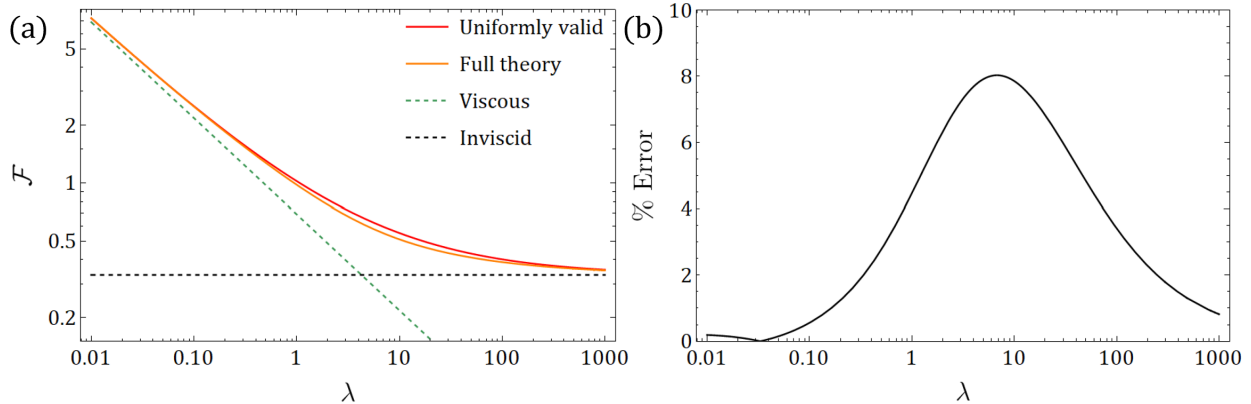 (a)
Uniformly valid
Full theory
Viscous
Inviscid
5
2
1
0.5
0.2
ℱ
0.01 0.10 1 10 100 1000
λ
(b)
10
8
6
4
2
0
% Error
0.01 0.10 1 10 100 1000
λ